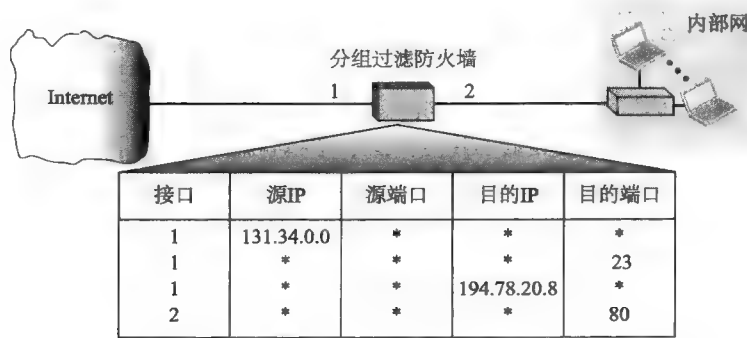 内部网
分组过滤防火墙
Internet
1 2
接口 源IP 源端口 目的IP 目的端口
1 131.34.0.0 * * *
1 * * * 23
1 * * 194.78.20.8 *
2 * * * 80